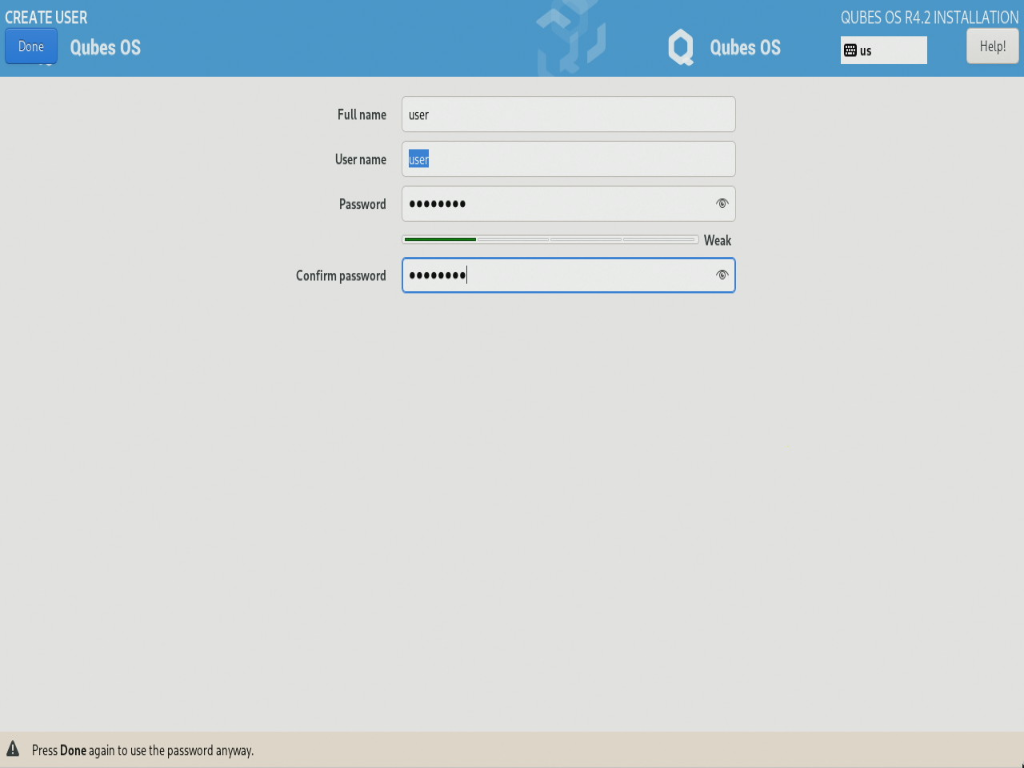 CREATE USER
QUBES OS R4.2 INSTALLATION
Done
Qubes OS
Qubes OS
us
Help!
Full name
user
User name
user
Password
••••••••
Weak
Confirm password
••••••••
Press Done again to use the password anyway.